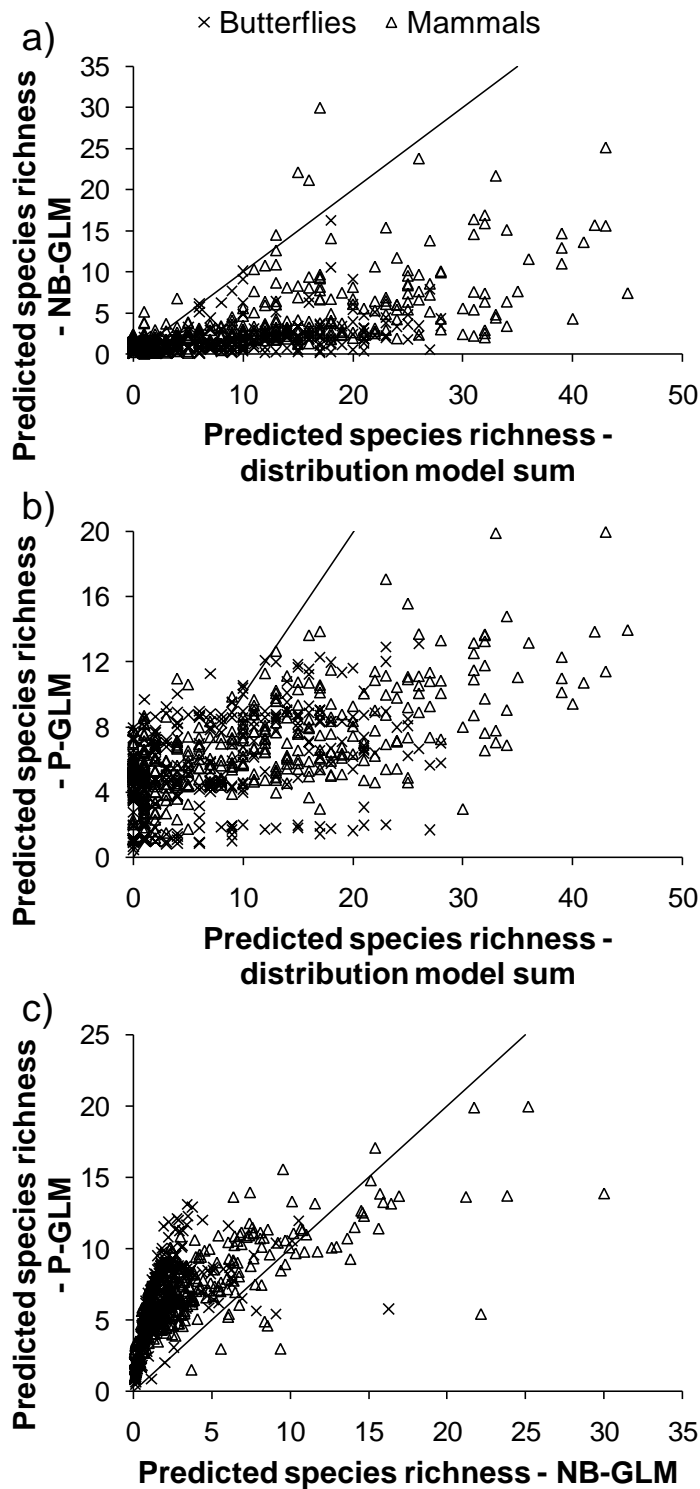 × Butterflies △ Mammals
a)
35
30
25
20
15
10
5
0
Predicted species richness
- NB-GLM
0 10 20 30 40 50
Predicted species richness -
distribution model sum
b)
20
16
12
8
4
0
Predicted species richness
- P-GLM
0 10 20 30 40 50
Predicted species richness -
distribution model sum
c)
25
20
15
10
5
0
Predicted species richness
- P-GLM
0 5 10 15 20 25 30 35
Predicted species richness - NB-GLM